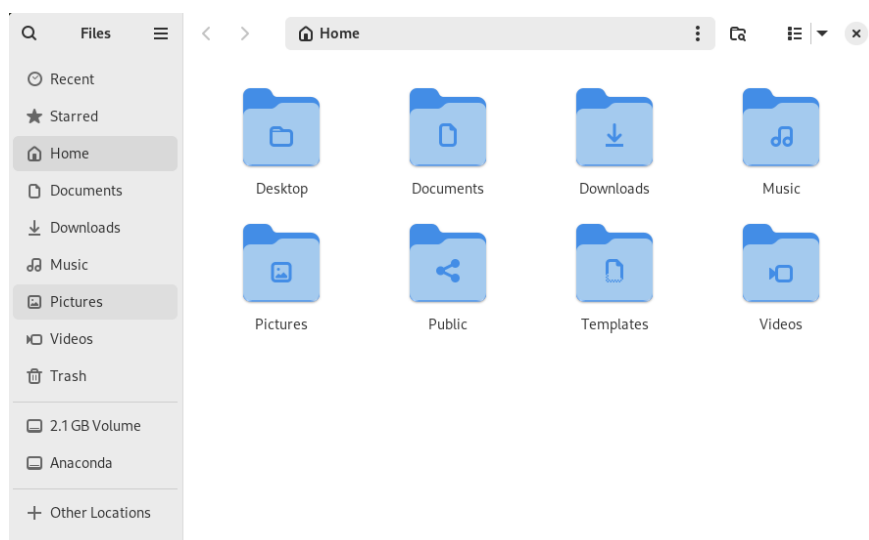 Files
Home
Recent
Starred
Home
Documents
Downloads
Music
Pictures
Videos
Trash
2.1 GB Volume
Anaconda
Other Locations
Desktop
Documents
Downloads
Music
Pictures
Public
Templates
Videos